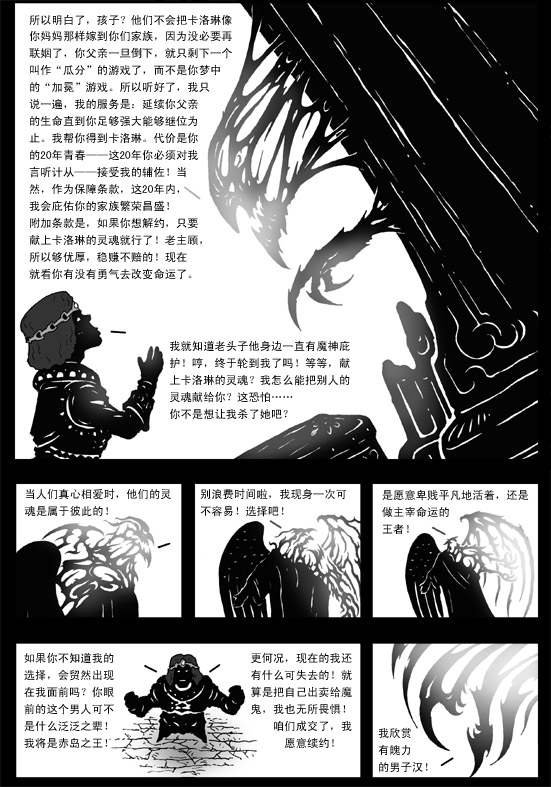 所以明白了，孩子？他们不会把卡洛琳像
你妈妈那样嫁到你们家族，因为没必要再
联姻了，你父亲一旦倒下，就只剩下一个
叫作“瓜分”的游戏了，而不是你梦中
的“加冕”游戏。所以听好了，我只
说一遍，我的服务是：延续你父亲
的生命直到你足够强大能够继位为
止。我帮你得到卡洛琳。代价是你
的20年青春——这20年你必须对我
言听计从——接受我的辅佐！当
然，作为保障条款，这20年内，
我会庇佑你的家族繁荣昌盛！
附加条款是，如果你想解约，只要
献上卡洛琳的灵魂就行了！老主顾，
所以够优厚，稳赚不赔的！现在
就看你有没有勇气去改变命运了。
我就知道老头子他身边一直有魔神庇
护！哼，终于轮到我了吗！等等，献
上卡洛琳的灵魂？我怎么能把别人的
灵魂献给你？这恐怕……
你不是想让我杀了她吧？
当人们真心相爱时，他们的灵
魂是属于彼此的！
别浪费时间啦，我现身一次可
不容易！选择吧！
是愿意卑贱平凡地活着，还是
做主宰命运的
王者！
如果你不知道我的
选择，会贸然出现
在我面前吗？你眼
前的这个男人可不
是什么泛泛之辈！
我将是赤岛之王！
更何况，现在的我还
有什么可失去的！就
算是把自己出卖给魔
鬼，我也无所畏惧！
咱们成交了，我
愿意续约！
我欣赏
有魄力
的男子汉！